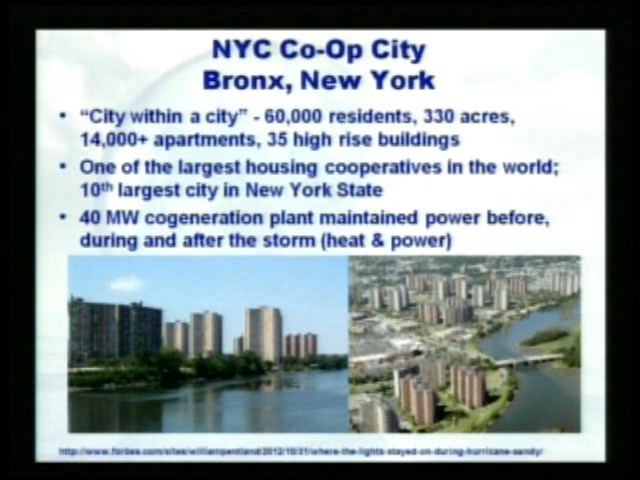 NYC Co-Op City
Bronx, New York
• “City within a city” - 60,000 residents, 330 acres,
14,000+ apartments, 35 high rise buildings
• One of the largest housing cooperatives in the world;
10th largest city in New York State
• 40 MW cogeneration plant maintained power before,
during and after the storm (heat & power)
http://www.forbes.com/sites/williampentland/2012/10/31/where-the-lights-stayed-on-during-hurricane-sandy/